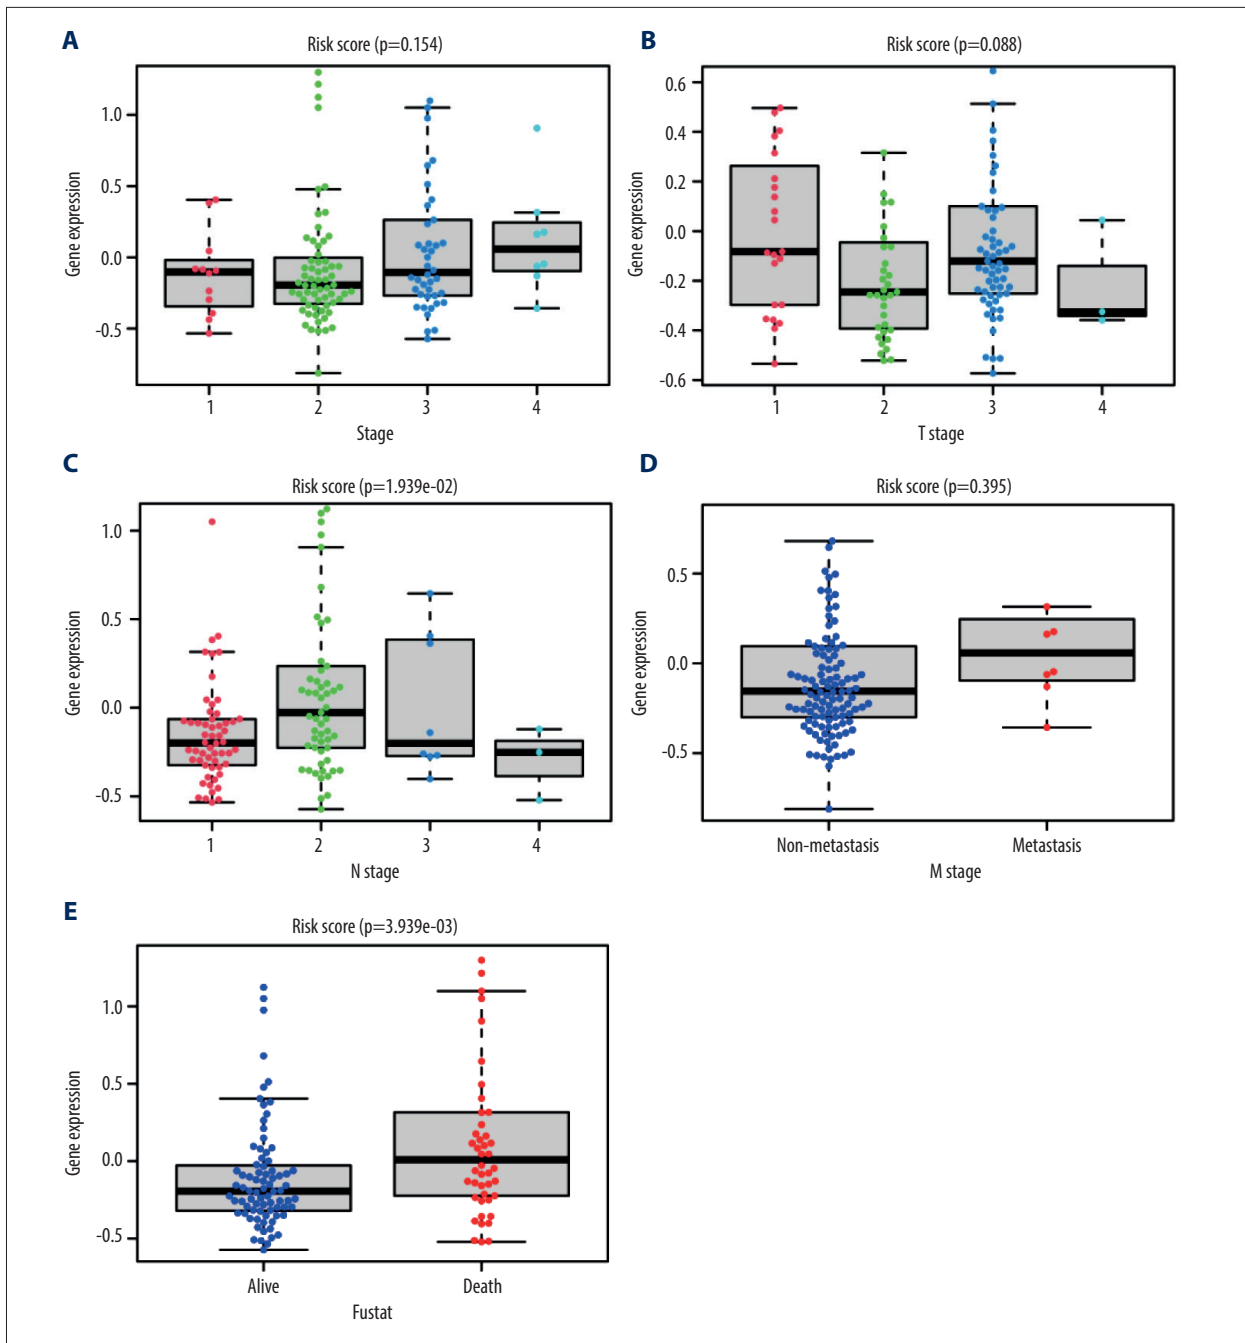 A
Risk score (p=0.154)
Gene expression
1.0
0.5
0.0
-0.5
1 2 3 4
Stage
B
Risk score (p=0.088)
Gene expression
0.6
0.4
0.2
0.0
-0.2
-0.4
-0.6
1 2 3 4
T stage
C
Risk score (p=1.939e-02)
Gene expression
1.0
0.5
0.0
-0.5
1 2 3 4
N stage
D
Risk score (p=0.395)
Gene expression
0.5
0.0
-0.5
Non-metastasis Metastasis
M stage
E
Risk score (p=3.939e-03)
Gene expression
1.0
0.5
0.0
-0.5
Alive Death
Fustat